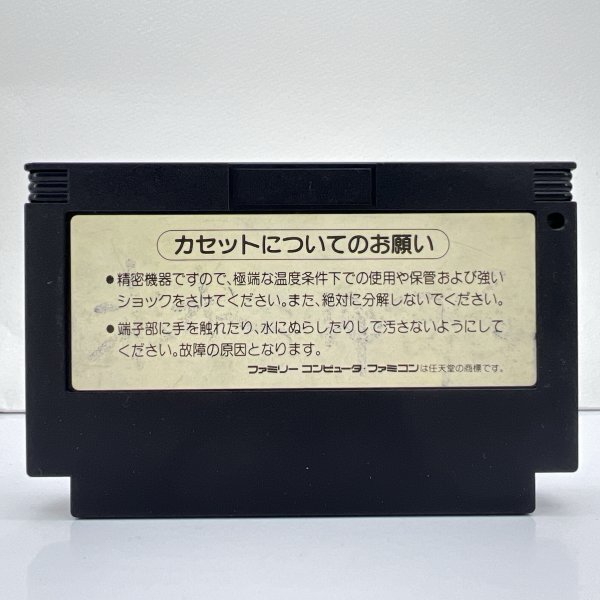 カセットについてのお願い
●精密機器ですので、極端な温度条件下での使用や保管および強い
ショックをさけてください。また、絶対に分解しないでください。
●端子部に手を触れたり、水にぬらしたりして汚さないようにして
ください。故障の原因となります。
ファミリーコンピュータ・ファミコンは任天堂の商標です。